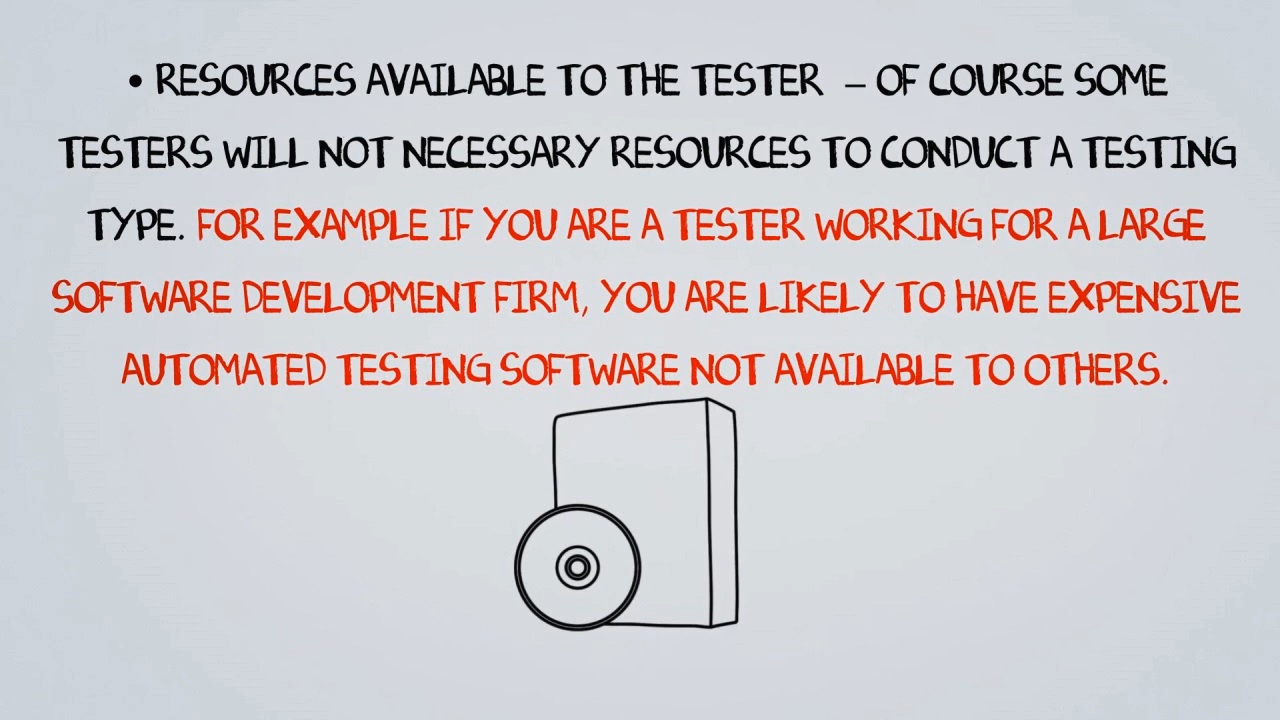 • RESOURCES AVAILABLE TO THE TESTER – OF COURSE SOME
TESTERS WILL NOT NECESSARY RESOURCES TO CONDUCT A TESTING
TYPE. FOR EXAMPLE IF YOU ARE A TESTER WORKING FOR A LARGE
SOFTWARE DEVELOPMENT FIRM, YOU ARE LIKELY TO HAVE EXPENSIVE
AUTOMATED TESTING SOFTWARE NOT AVAILABLE TO OTHERS.